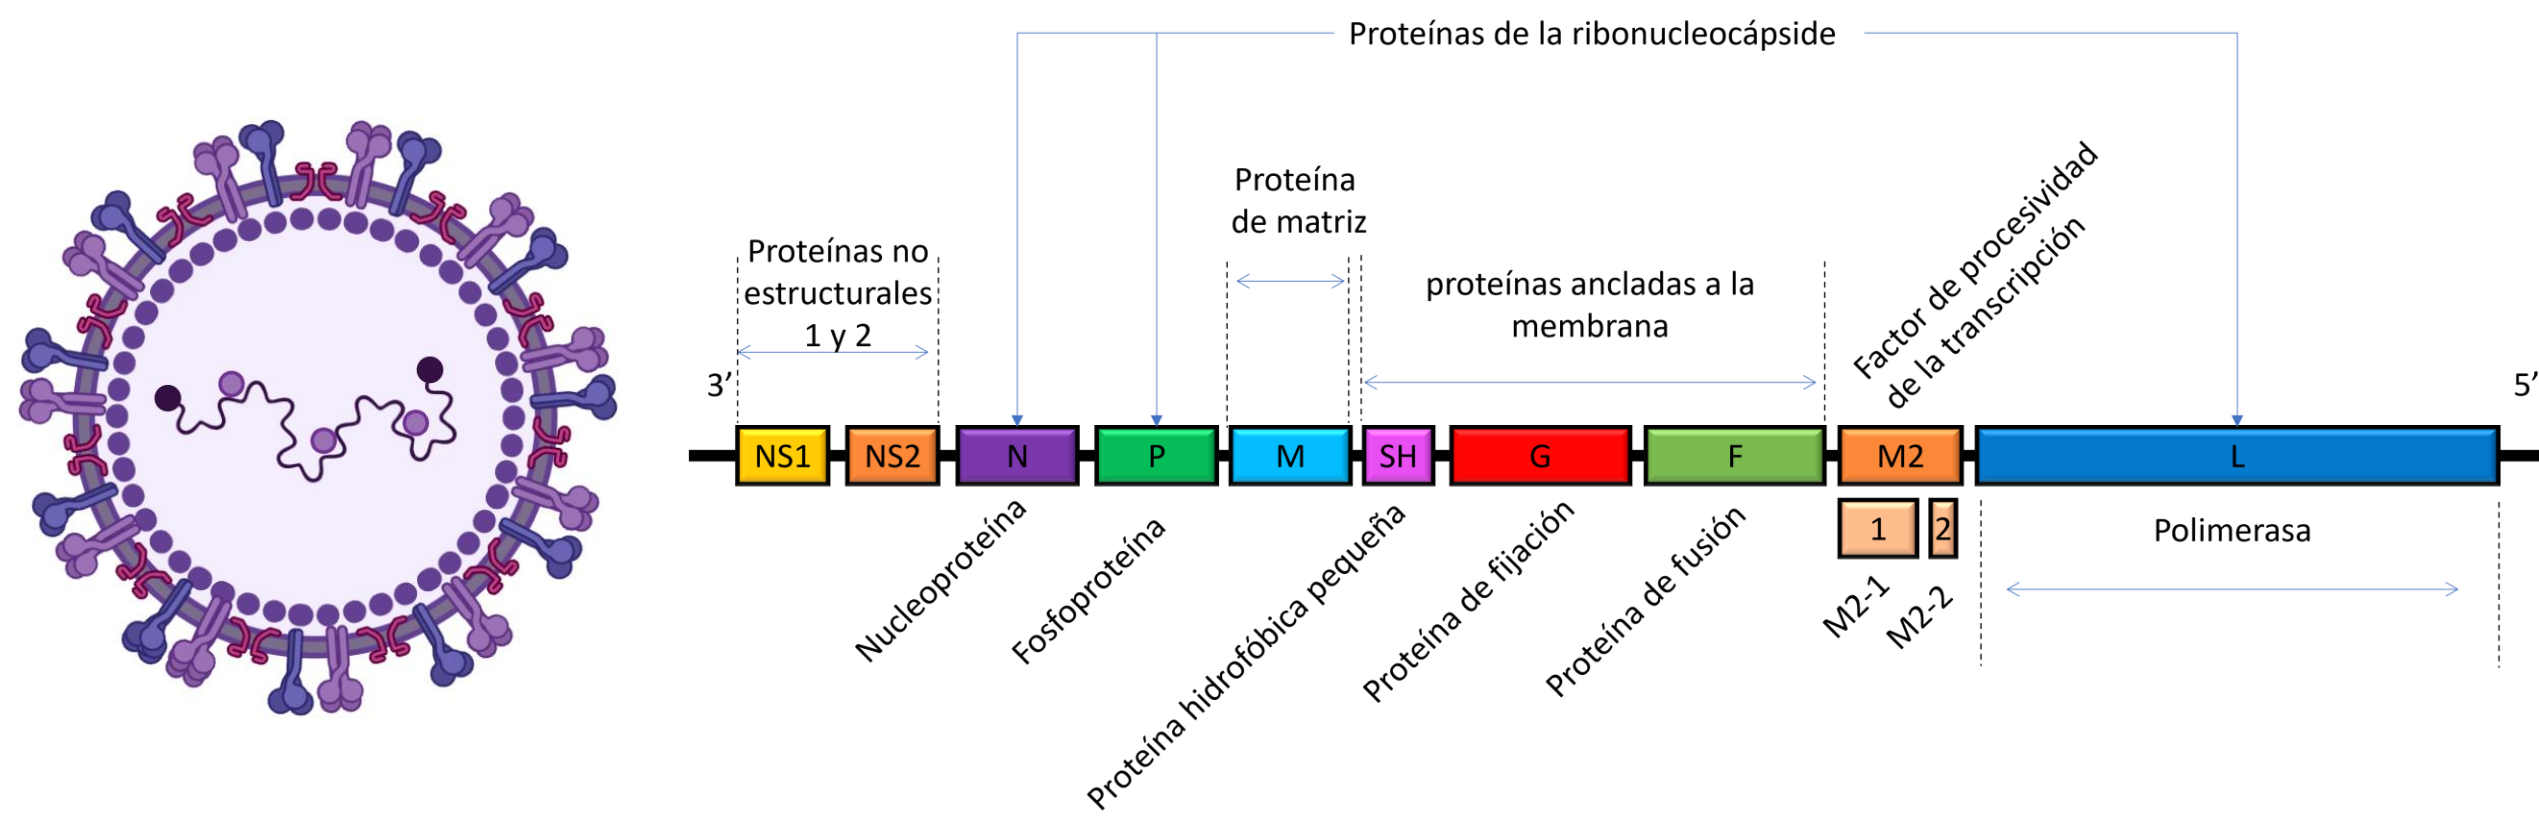 Proteínas de la ribonucleocápside
Proteína
de matriz
Proteínas no
estructurales
1 y 2
proteínas ancladas a la
membrana
Factor de procesividad
de la transcripción
3’
5’
NS1
NS2
N
P
M
SH
G
F
M2
L
1
2
Polimerasa
Nucleoproteína
Fosfoproteína
Proteína hidrofóbica pequeña
Proteína de fijación
Proteína de fusión
M2-1
M2-2